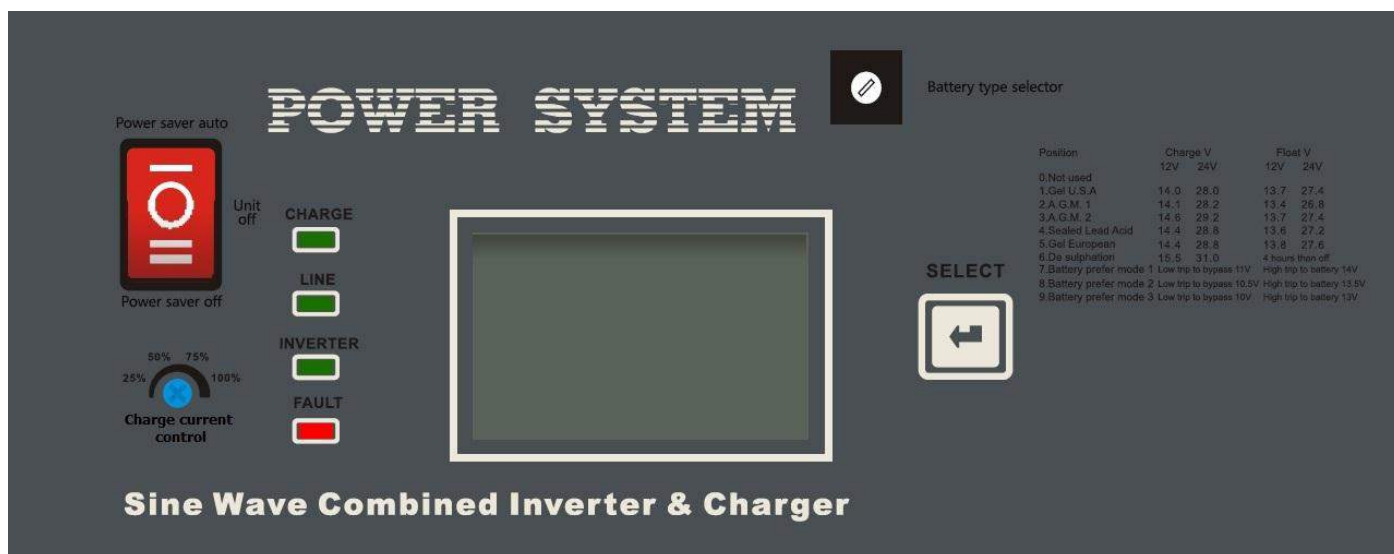 POWER SYSTEM
Battery type selector
Power saver auto
Unit
off
Power saver off
CHARGE
LINE
INVERTER
FAULT
50% 75%
25% 100%
Charge current
control
SELECT
Position Charge V Float V
12V 24V 12V 24V
0.Not used
1.Gel U.S.A 14.0 28.0 13.7 27.4
2.A.G.M. 1 14.1 28.2 13.4 26.8
3.A.G.M. 2 14.6 29.2 13.7 27.4
4.Sealed Lead Acid 14.4 28.8 13.6 27.2
5.Gel European 14.4 28.8 13.8 27.6
6.De sulphation 15.5 31.0 4 hours than off
7.Battery prefer mode 1 Low trip to bypass 11V High trip to battery 14V
8.Battery prefer mode 2 Low trip to bypass 10.5V High trip to battery 13.5V
9.Battery prefer mode 3 Low trip to bypass 10V High trip to battery 13V
Sine Wave Combined Inverter & Charger